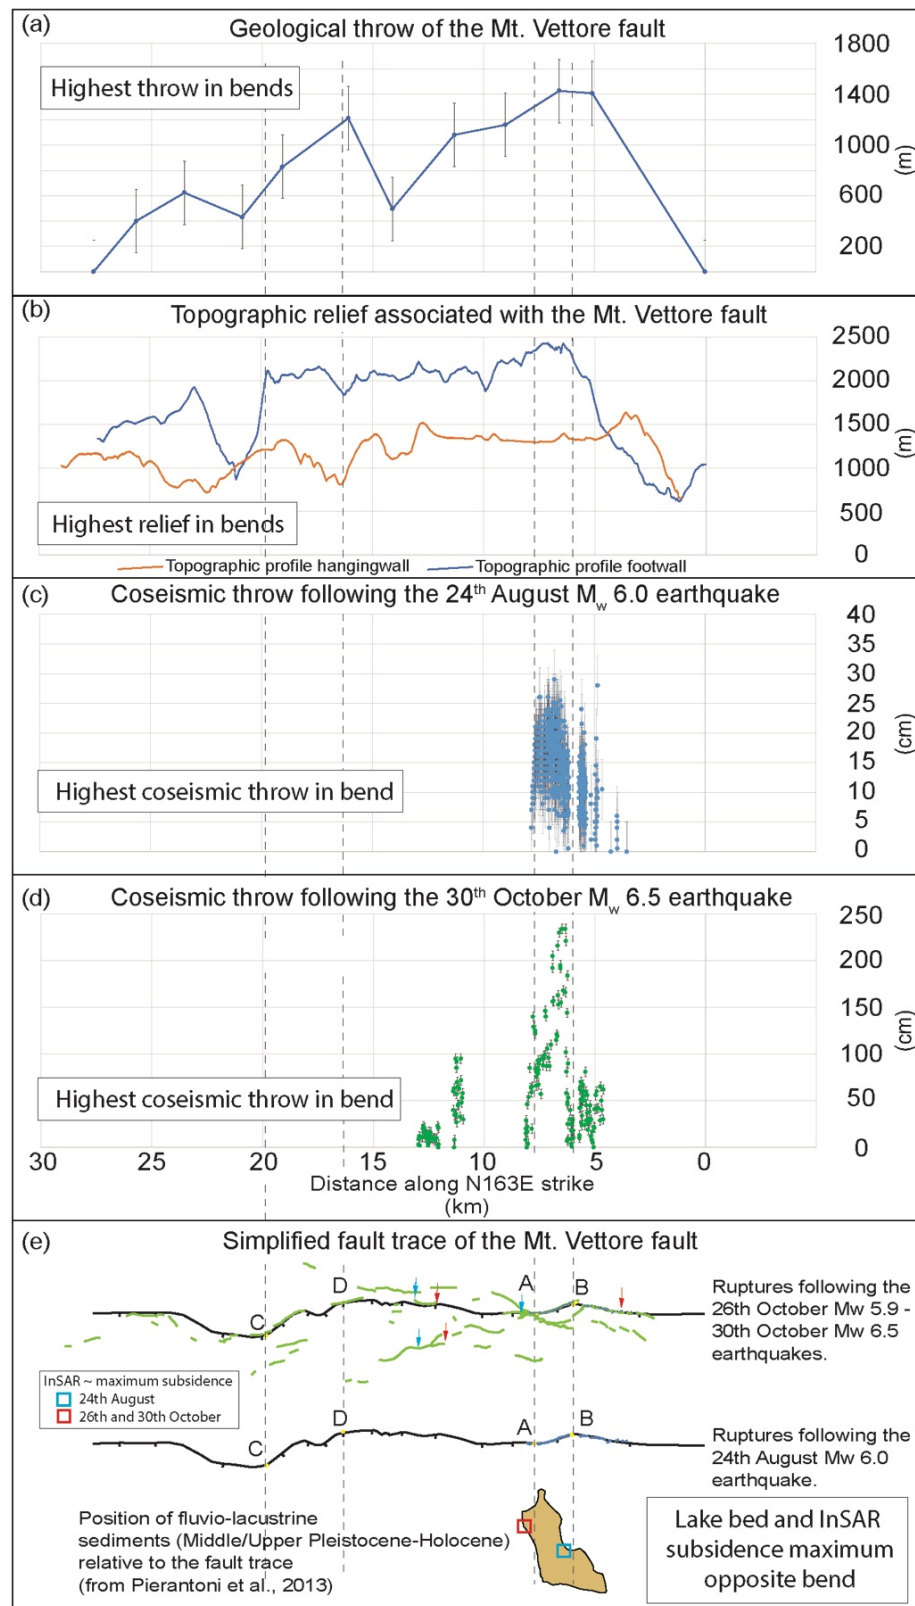 (a)
Geological throw of the Mt. Vettore fault
Highest throw in bends
1800
1400
1000
600
200
(m)
(b)
Topographic relief associated with the Mt. Vettore fault
2500
2000
1500
1000
500
0
(m)
Highest relief in bends
Topographic profile hangingwall
Topographic profile footwall
(c)
Coseismic throw following the 24th August Mw 6.0 earthquake
40
35
30
25
20
15
10
5
0
(cm)
Highest coseismic throw in bend
(d)
Coseismic throw following the 30th October Mw 6.5 earthquake
250
200
150
100
50
0
(cm)
Highest coseismic throw in bend
30 25 20 15 10 5 0
Distance along N163E strike
(km)
(e)
Simplified fault trace of the Mt. Vettore fault
C D A B
Ruptures following the
26th October Mw 5.9 -
30th October Mw 6.5
earthquakes.
InSAR ~ maximum subsidence
24th August
26th and 30th October
C D A B
Ruptures following the
24th August Mw 6.0
earthquake.
Position of fluvio-lacustrine
sediments (Middle/Upper Pleistocene-Holocene)
relative to the fault trace
(from Pierantoni et al., 2013)
Lake bed and InSAR
subsidence maximum
opposite bend